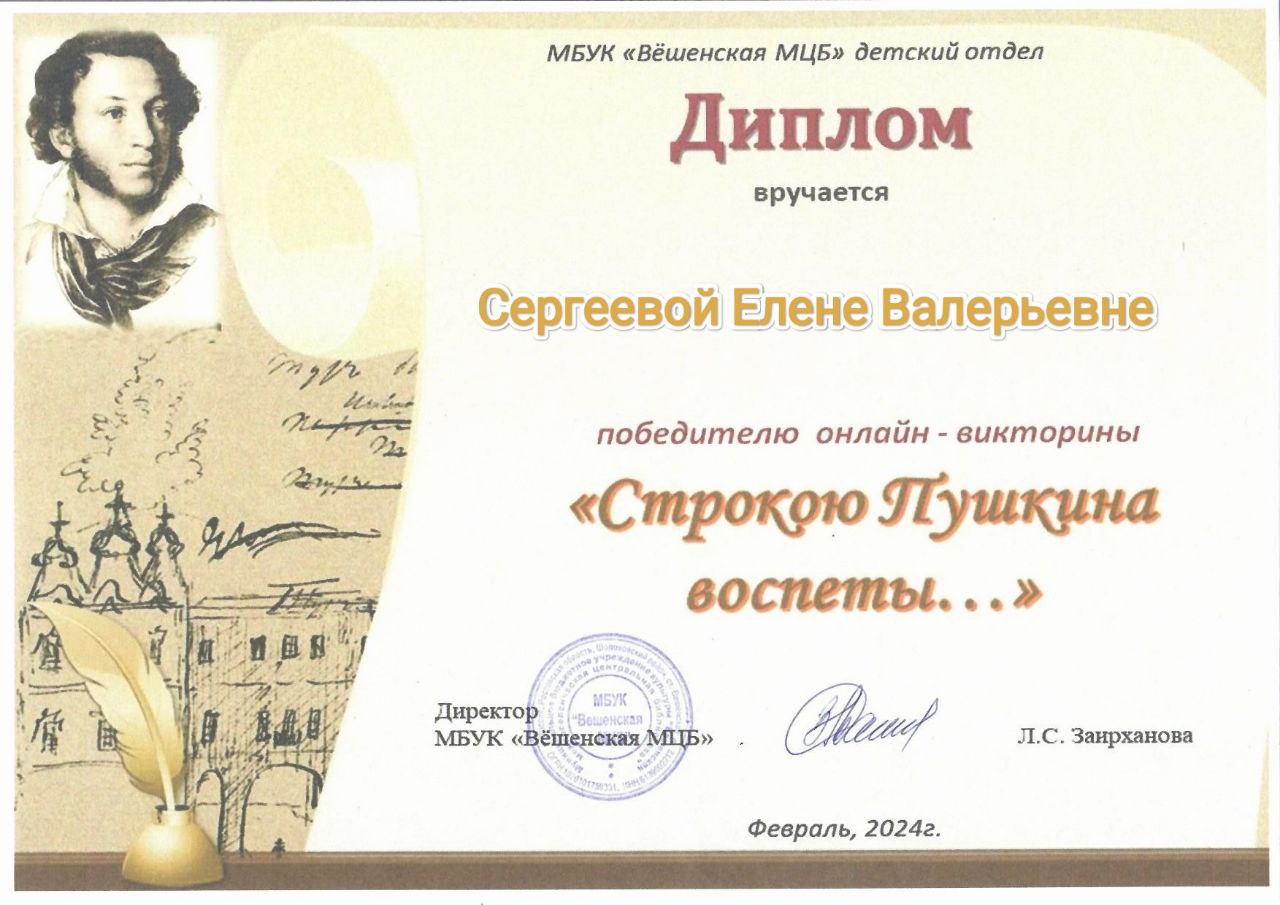 МБУК «Вёшенская МЦБ» детский отдел
Диплом
вручается
Сергеевой Елене Валерьевне
победителю онлайн - викторины
«Строкою Пушкина
воспеты...»
Директор
МБУК «Вёшенская МЦБ»
Л.С. Заирханова
МБУК
"Вешенская
Февраль, 2024г.